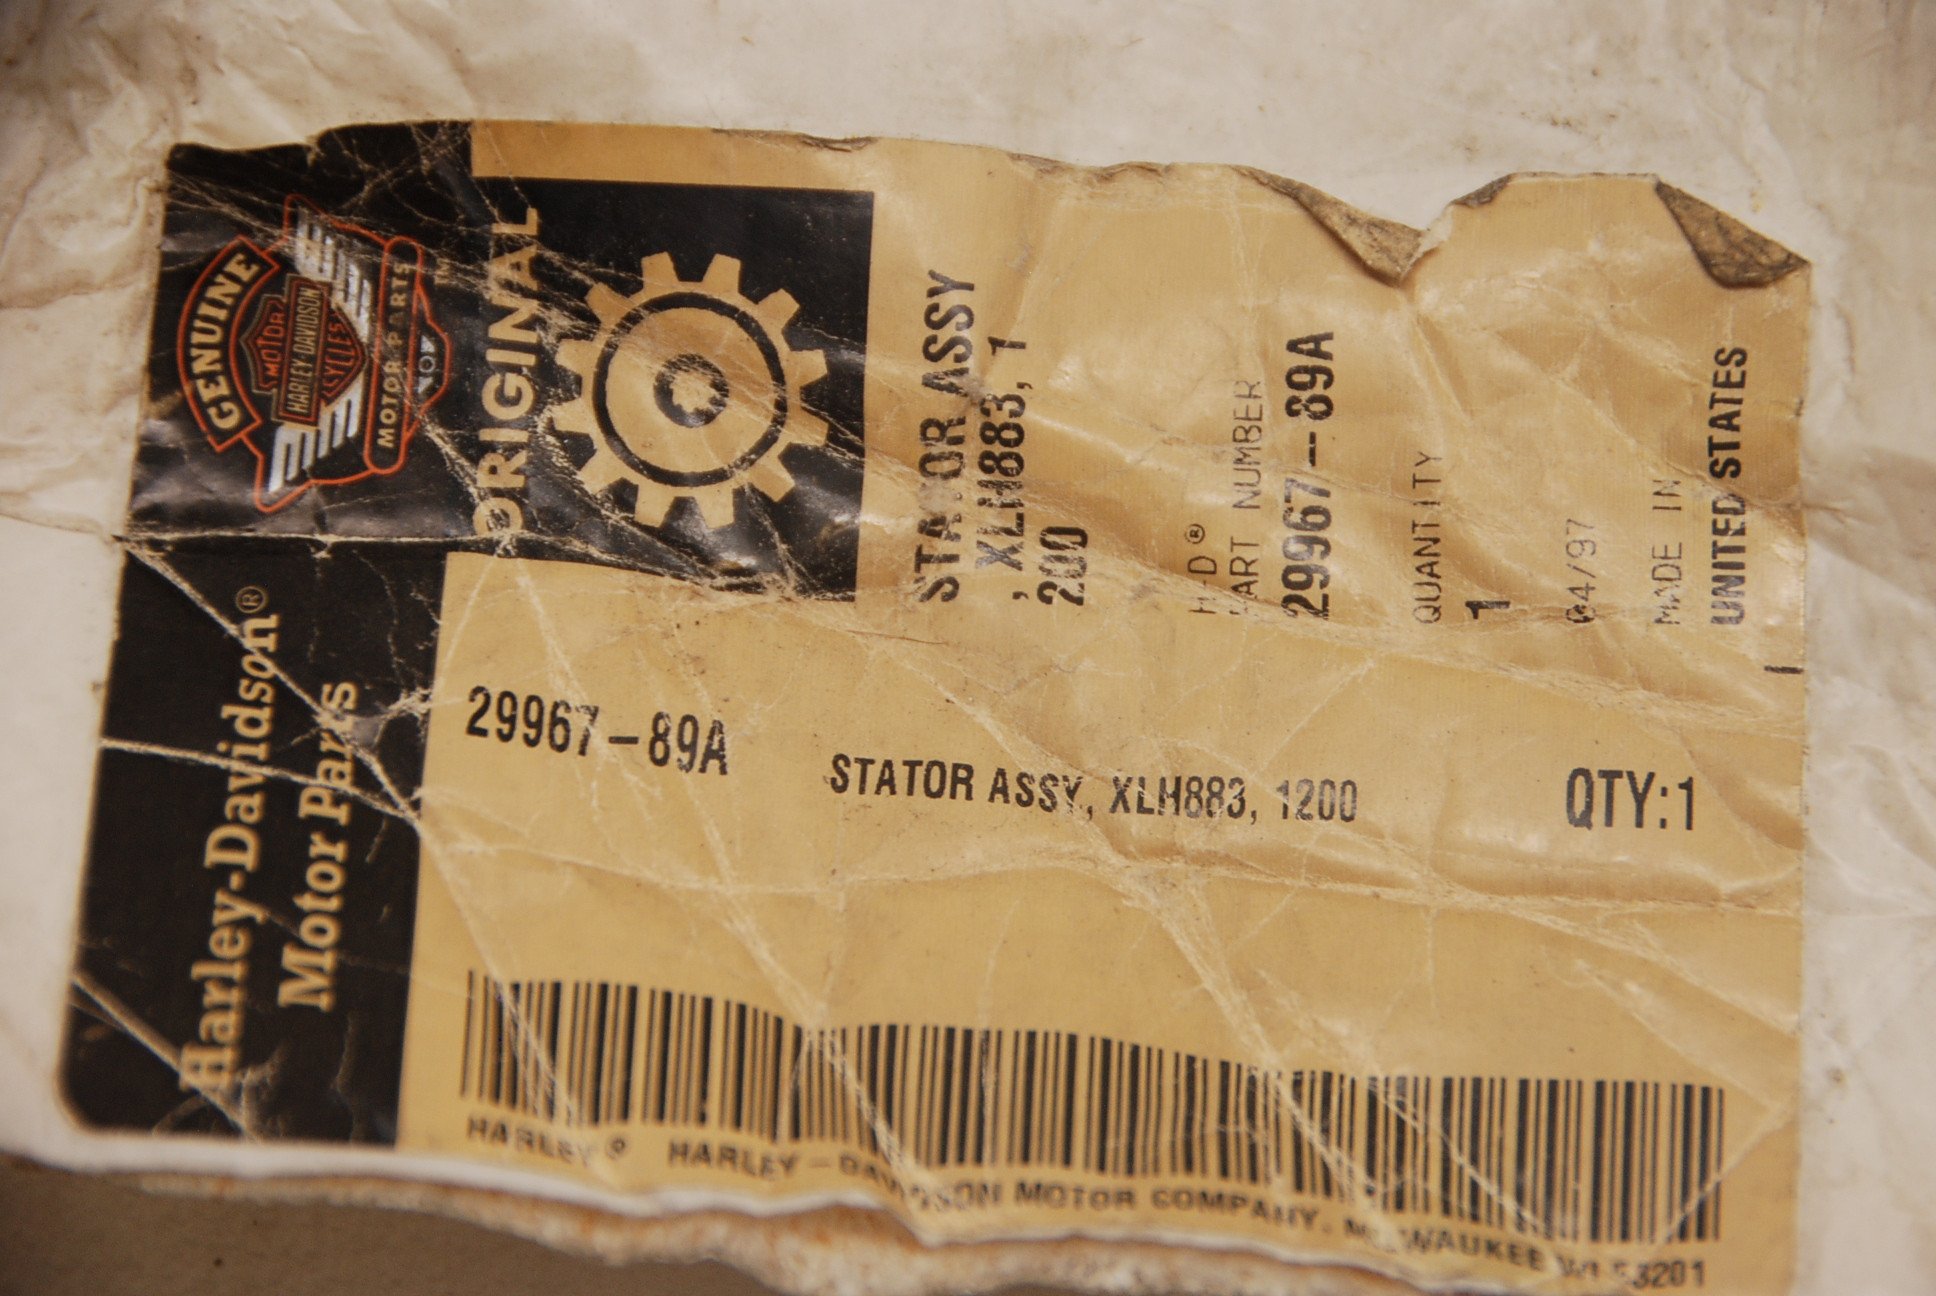 GENUINE
MOTOR
HARLEY-DAVIDSON
CYCLES
MOTOR PARTS
™
Harley-Davidson®
Motor Parts
ORIGINAL
STATOR ASSY
, XLH883, 1
200
H-D®
PART NUMBER
29967-89A
QUANTITY
1
04/97
MADE IN
UNITED STATES
29967-89A
STATOR ASSY, XLH883, 1200
QTY:1
HARLEY® HARLEY-DAVIDSON MOTOR COMPANY. MILWAUKEE WI 53201